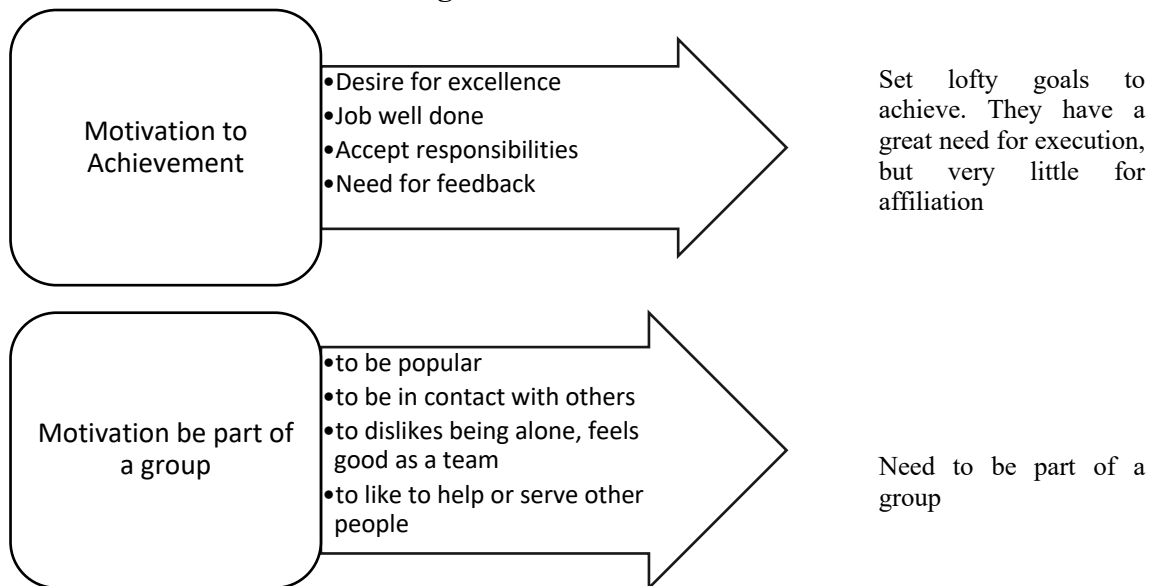 Motivation to
Achievement
•Desire for excellence
•Job well done
•Accept responsibilities
•Need for feedback
Set lofty goals to
achieve. They have a
great need for execution,
but very little for
affiliation
Motivation be part of
a group
•to be popular
•to be in contact with others
•to dislikes being alone, feels
good as a team
•to like to help or serve other
people
Need to be part of a
group